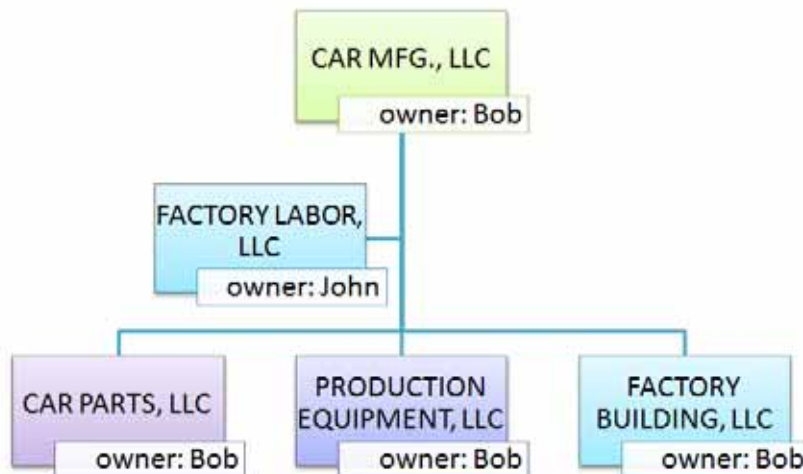 CAR MFG., LLC
owner: Bob
FACTORY LABOR,
LLC
owner: John
CAR PARTS, LLC
owner: Bob
PRODUCTION
EQUIPMENT, LLC
owner: Bob
FACTORY
BUILDING, LLC
owner: Bob